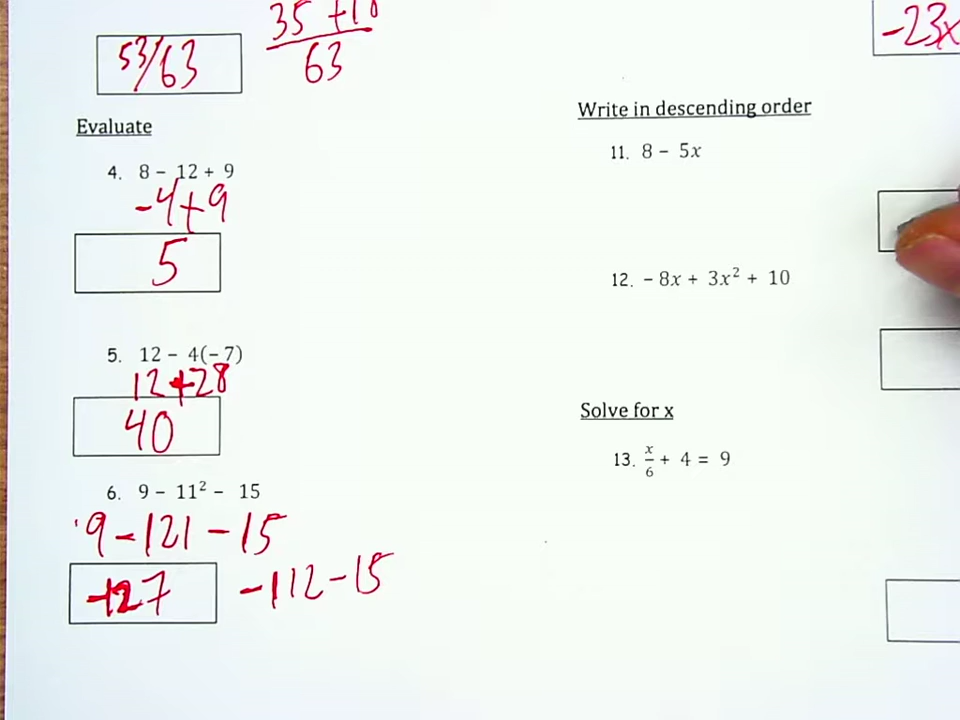 35 + 18
63
53/63
Evaluate
4. 8 - 12 + 9
-4+9
5
5. 12 - 4(-7)
12+28
40
6. 9 - 11² - 15
9-121-15
-127
-112-15
-23x
Write in descending order
11. 8 - 5x
12. - 8x + 3x² + 10
Solve for x
13. x/6 + 4 = 9